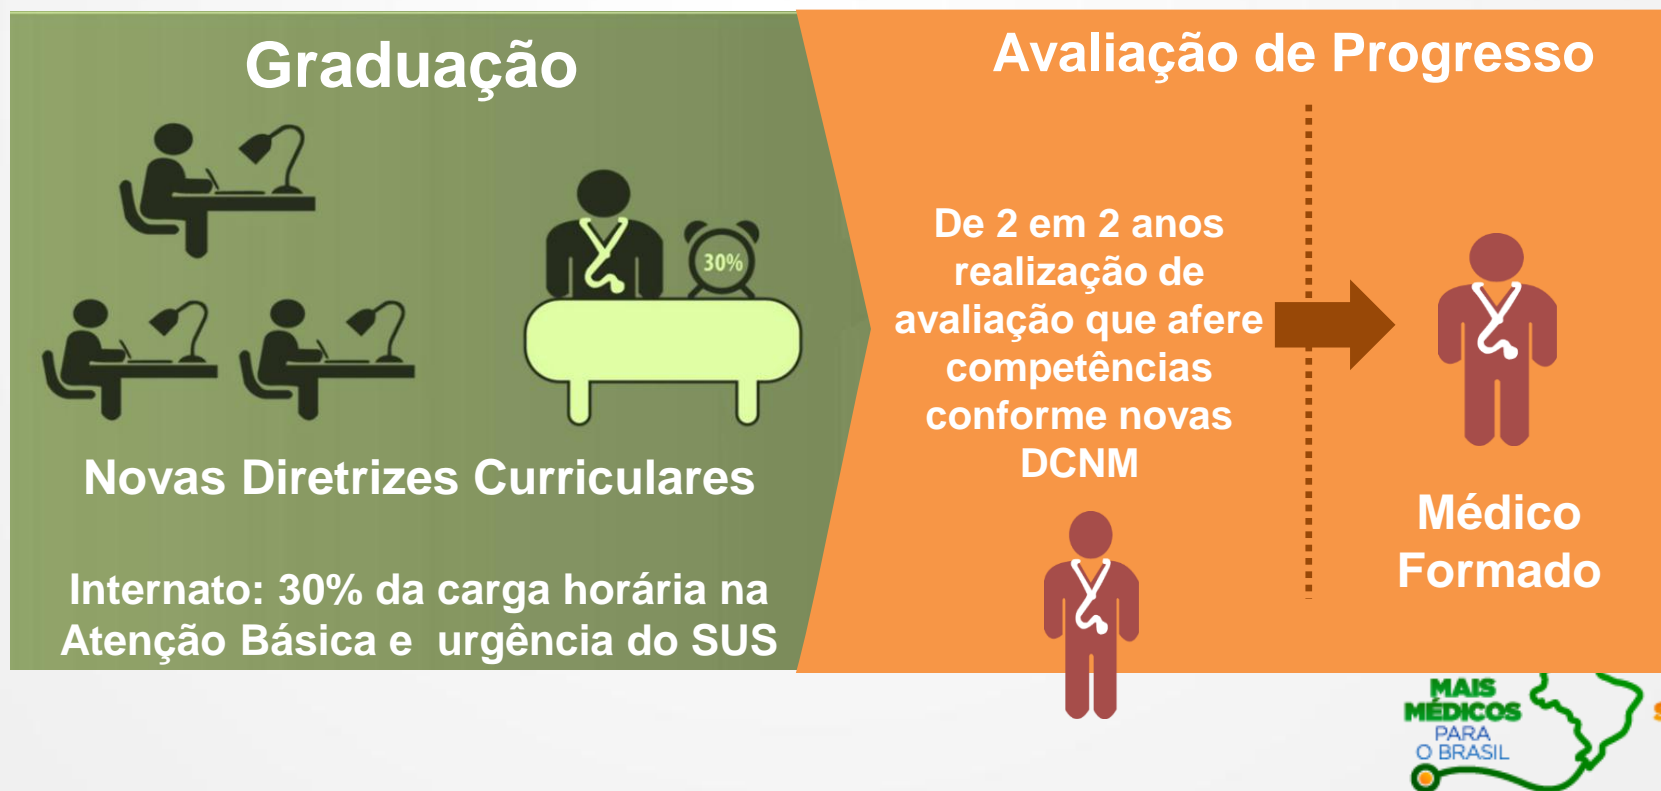 Graduação
30%
Novas Diretrizes Curriculares
Internato: 30% da carga horária na
Atenção Básica e urgência do SUS
Avaliação de Progresso
De 2 em 2 anos
realização de
avaliação que afere
competências
conforme novas
DCNM
Médico
Formado
MAIS
MÉDICOS
PARA
O BRASIL